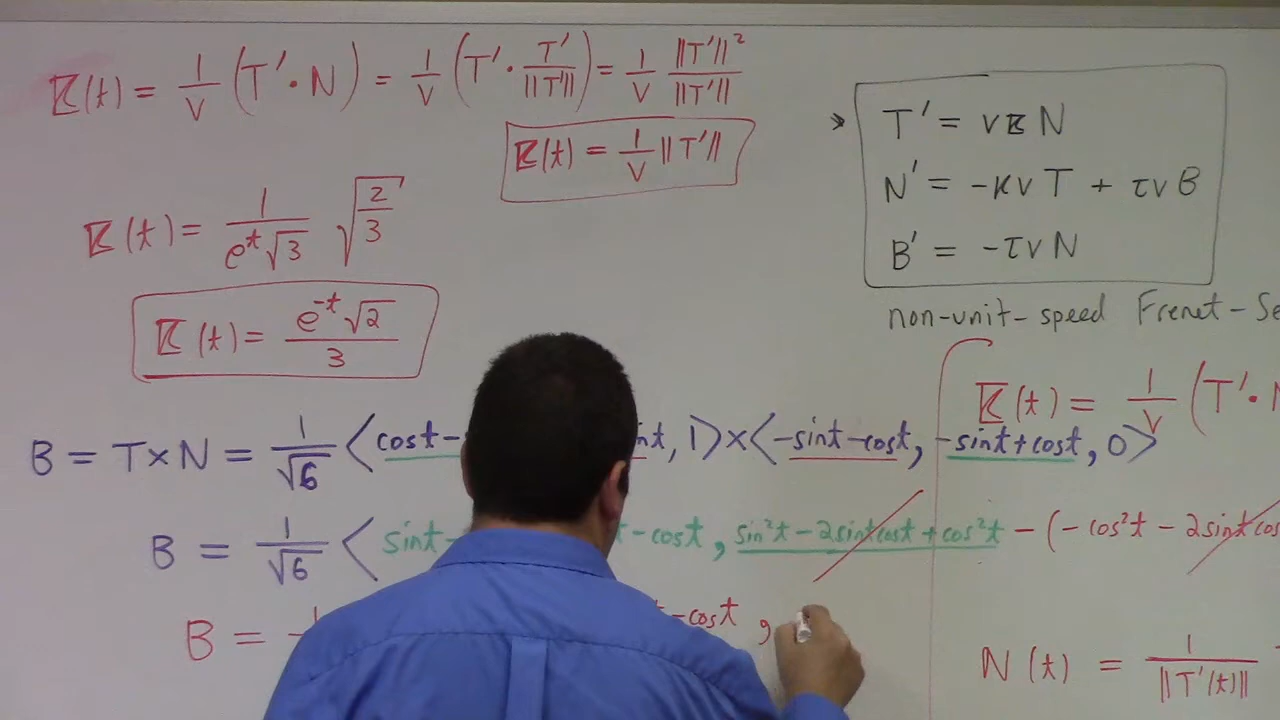 K(t) = 1/V (T' · N) = 1/V (T' · T'/||T'||) = 1/V ||T'||²/||T'||
K(t) = 1/V ||T'||
K(t) = 1/(e^t √3) √(2/3)
K(t) = e^-t √2 / 3
T' = vκN
N' = -κvT + τvB
B' = -τvN
non-unit-speed Frenet-Se
K(t) = 1/V (T' ·
B = T×N = 1/√6 <cost- nt, 1>×<-sint-cost, -sint+cost, 0>
B = 1/√6 <sint- t-cost, sin²t-2sintcost+cos²t - (-cos²t-2sintcos
B = -cost,
N(t) = 1/||T'(t)||